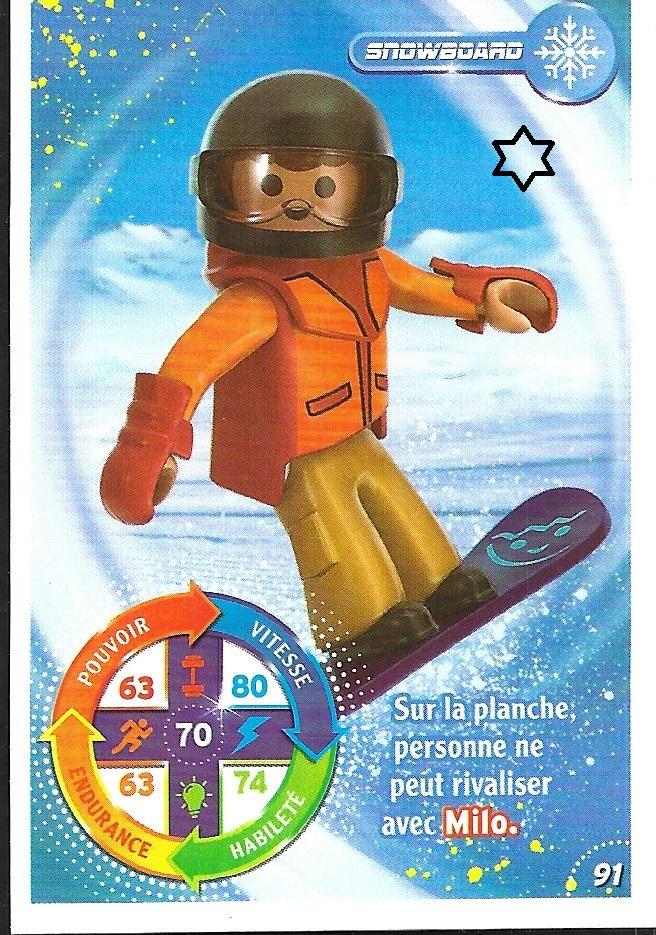 SNOWBOARD
POUVOIR
VITESSE
63
80
70
63
74
ENDURANCE
HABILETÉ
Sur la planche,
personne ne
peut rivaliser
avec Milo.
91